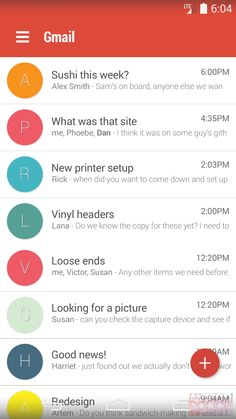 LTE 6:04
Gmail
A Sushi this week? 6:00PM
Alex Smith - Sam's on board, anyone else we wan
P What was that site 4:35PM
me, Phoebe, Dan - I think it was on some guy's gith
R New printer setup 2:03PM
Rick - when did you want to come down and set up
L Vinyl headers 2:00PM
Lana - Do we know the copy for these yet? I need to
V Loose ends 12:20PM
me, Victor, Susan - Any other items we need before
S Looking for a picture 12:20PM
Susan - can you check the capture device and see if
H Good news! 12:20PM
Harriet - just found out we actually don't
+
A Redesign 9:04AM
Artem - Do you think sandwich-making is a useful